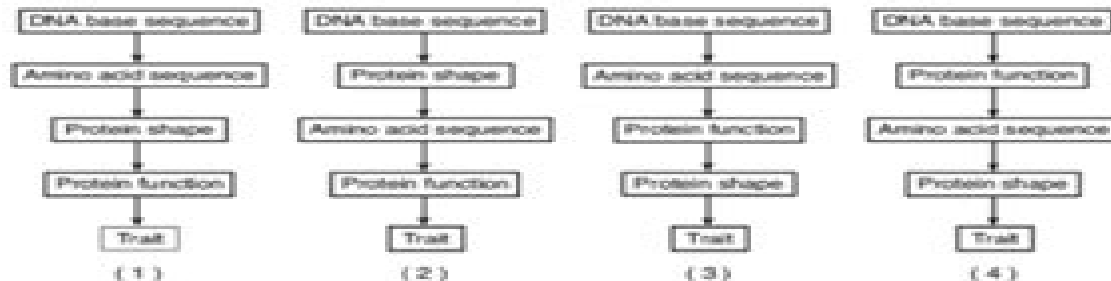 DNA base sequence DNA base sequence DNA base sequence DNA base sequence
Amino acid sequence Protein shape Amino acid sequence Protein function
Protein shape Amino acid sequence Protein function Amino acid sequence
Protein function Protein function Protein shape Protein shape
Trait Trait Trait Trait
( 1 ) ( 2 ) ( 3 ) ( 4 )